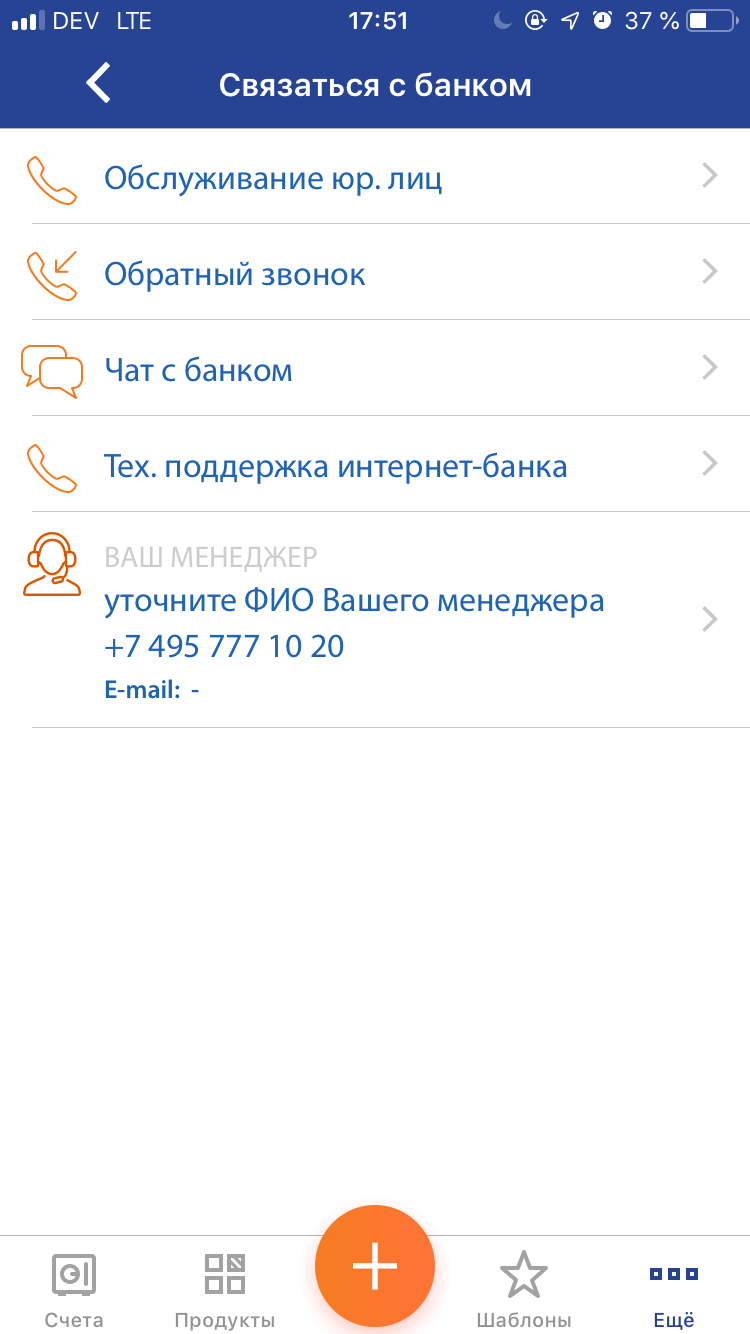 DEV LTE 17:51 37 %
Связаться с банком
Обслуживание юр. лиц
Обратный звонок
Чат с банком
Тех. поддержка интернет-банка
ВАШ МЕНЕДЖЕР
уточните ФИО Вашего менеджера
+7 495 777 10 20
E-mail: -
Счета Продукты Шаблоны Ещё